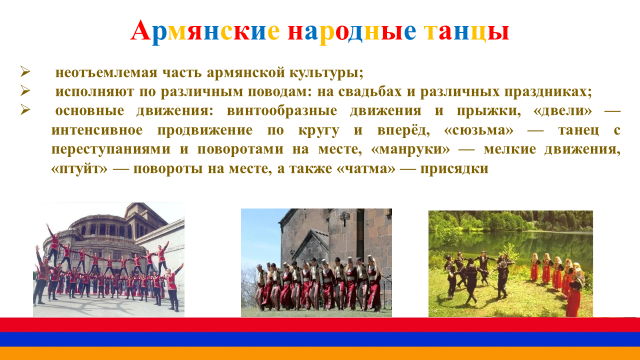 Армянские народные танцы
➢ неотъемлемая часть армянской культуры;
➢ исполняют по различным поводам: на свадьбах и различных праздниках;
➢ основные движения: винтообразные движения и прыжки, «двели» —
интенсивное продвижение по кругу и вперёд, «сюзьма» — танец с
переступаниями и поворотами на месте, «манруки» — мелкие движения,
«птуйт» — повороты на месте, а также «чатма» — присядки